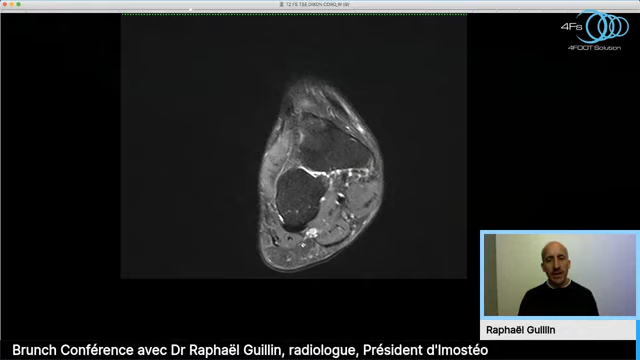 T2 FS TSE DIXON CORO_W (9)
4Fs
4FOOT Solution
Raphaël Guillin
Brunch Conférence avec Dr Raphaël Guillin, radiologue, Président d'Imostéo